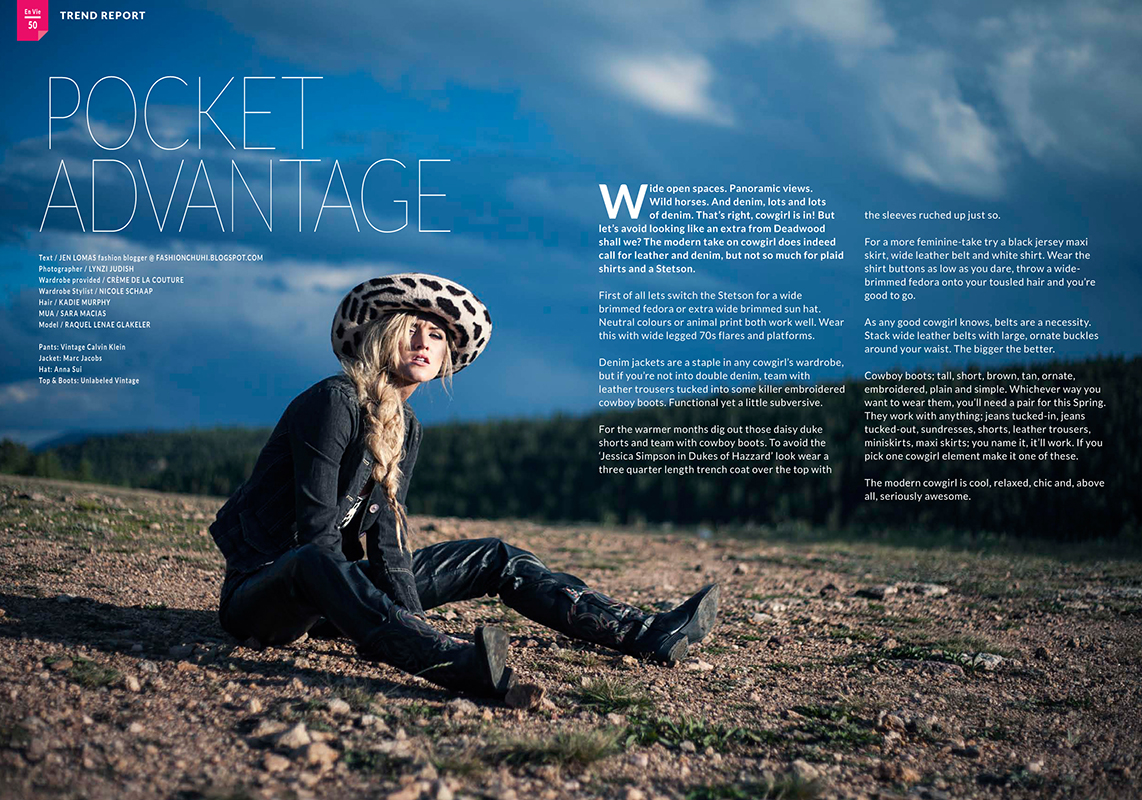 En Vie
50
TREND REPORT
POCKET
ADVANTAGE
Text / JEN LOMAS fashion blogger @ FASHIONCHUHI.BLOGSPOT.COM
Photographer / LYNZI JUDISH
Wardrobe provided / CRÈME DE LA COUTURE
Wardrobe Stylist / NICOLE SCHAAP
Hair / KADIE MURPHY
MUA / SARA MACIAS
Model / RAQUEL LENAE GLAKELER
Pants: Vintage Calvin Klein
Jacket: Marc Jacobs
Hat: Anna Sui
Top & Boots: Unlabeled Vintage
Wide open spaces. Panoramic views.
Wild horses. And denim, lots and lots
of denim. That's right, cowgirl is in! But
let's avoid looking like an extra from Deadwood
shall we? The modern take on cowgirl does indeed
call for leather and denim, but not so much for plaid
shirts and a Stetson.
First of all lets switch the Stetson for a wide
brimmed fedora or extra wide brimmed sun hat.
Neutral colours or animal print both work well. Wear
this with wide legged 70s flares and platforms.
Denim jackets are a staple in any cowgirl's wardrobe,
but if you're not into double denim, team with
leather trousers tucked into some killer embroidered
cowboy boots. Functional yet a little subversive.
For the warmer months dig out those daisy duke
shorts and team with cowboy boots. To avoid the
'Jessica Simpson in Dukes of Hazzard' look wear a
three quarter length trench coat over the top with
the sleeves ruched up just so.
For a more feminine-take try a black jersey maxi
skirt, wide leather belt and white shirt. Wear the
shirt buttons as low as you dare, throw a wide-
brimmed fedora onto your tousled hair and you're
good to go.
As any good cowgirl knows, belts are a necessity.
Stack wide leather belts with large, ornate buckles
around your waist. The bigger the better.
Cowboy boots; tall, short, brown, tan, ornate,
embroidered, plain and simple. Whichever way you
want to wear them, you'll need a pair for this Spring.
They work with anything; jeans tucked-in, jeans
tucked-out, sundresses, shorts, leather trousers,
miniskirts, maxi skirts; you name it, it'll work. If you
pick one cowgirl element make it one of these.
The modern cowgirl is cool, relaxed, chic and, above
all, seriously awesome.